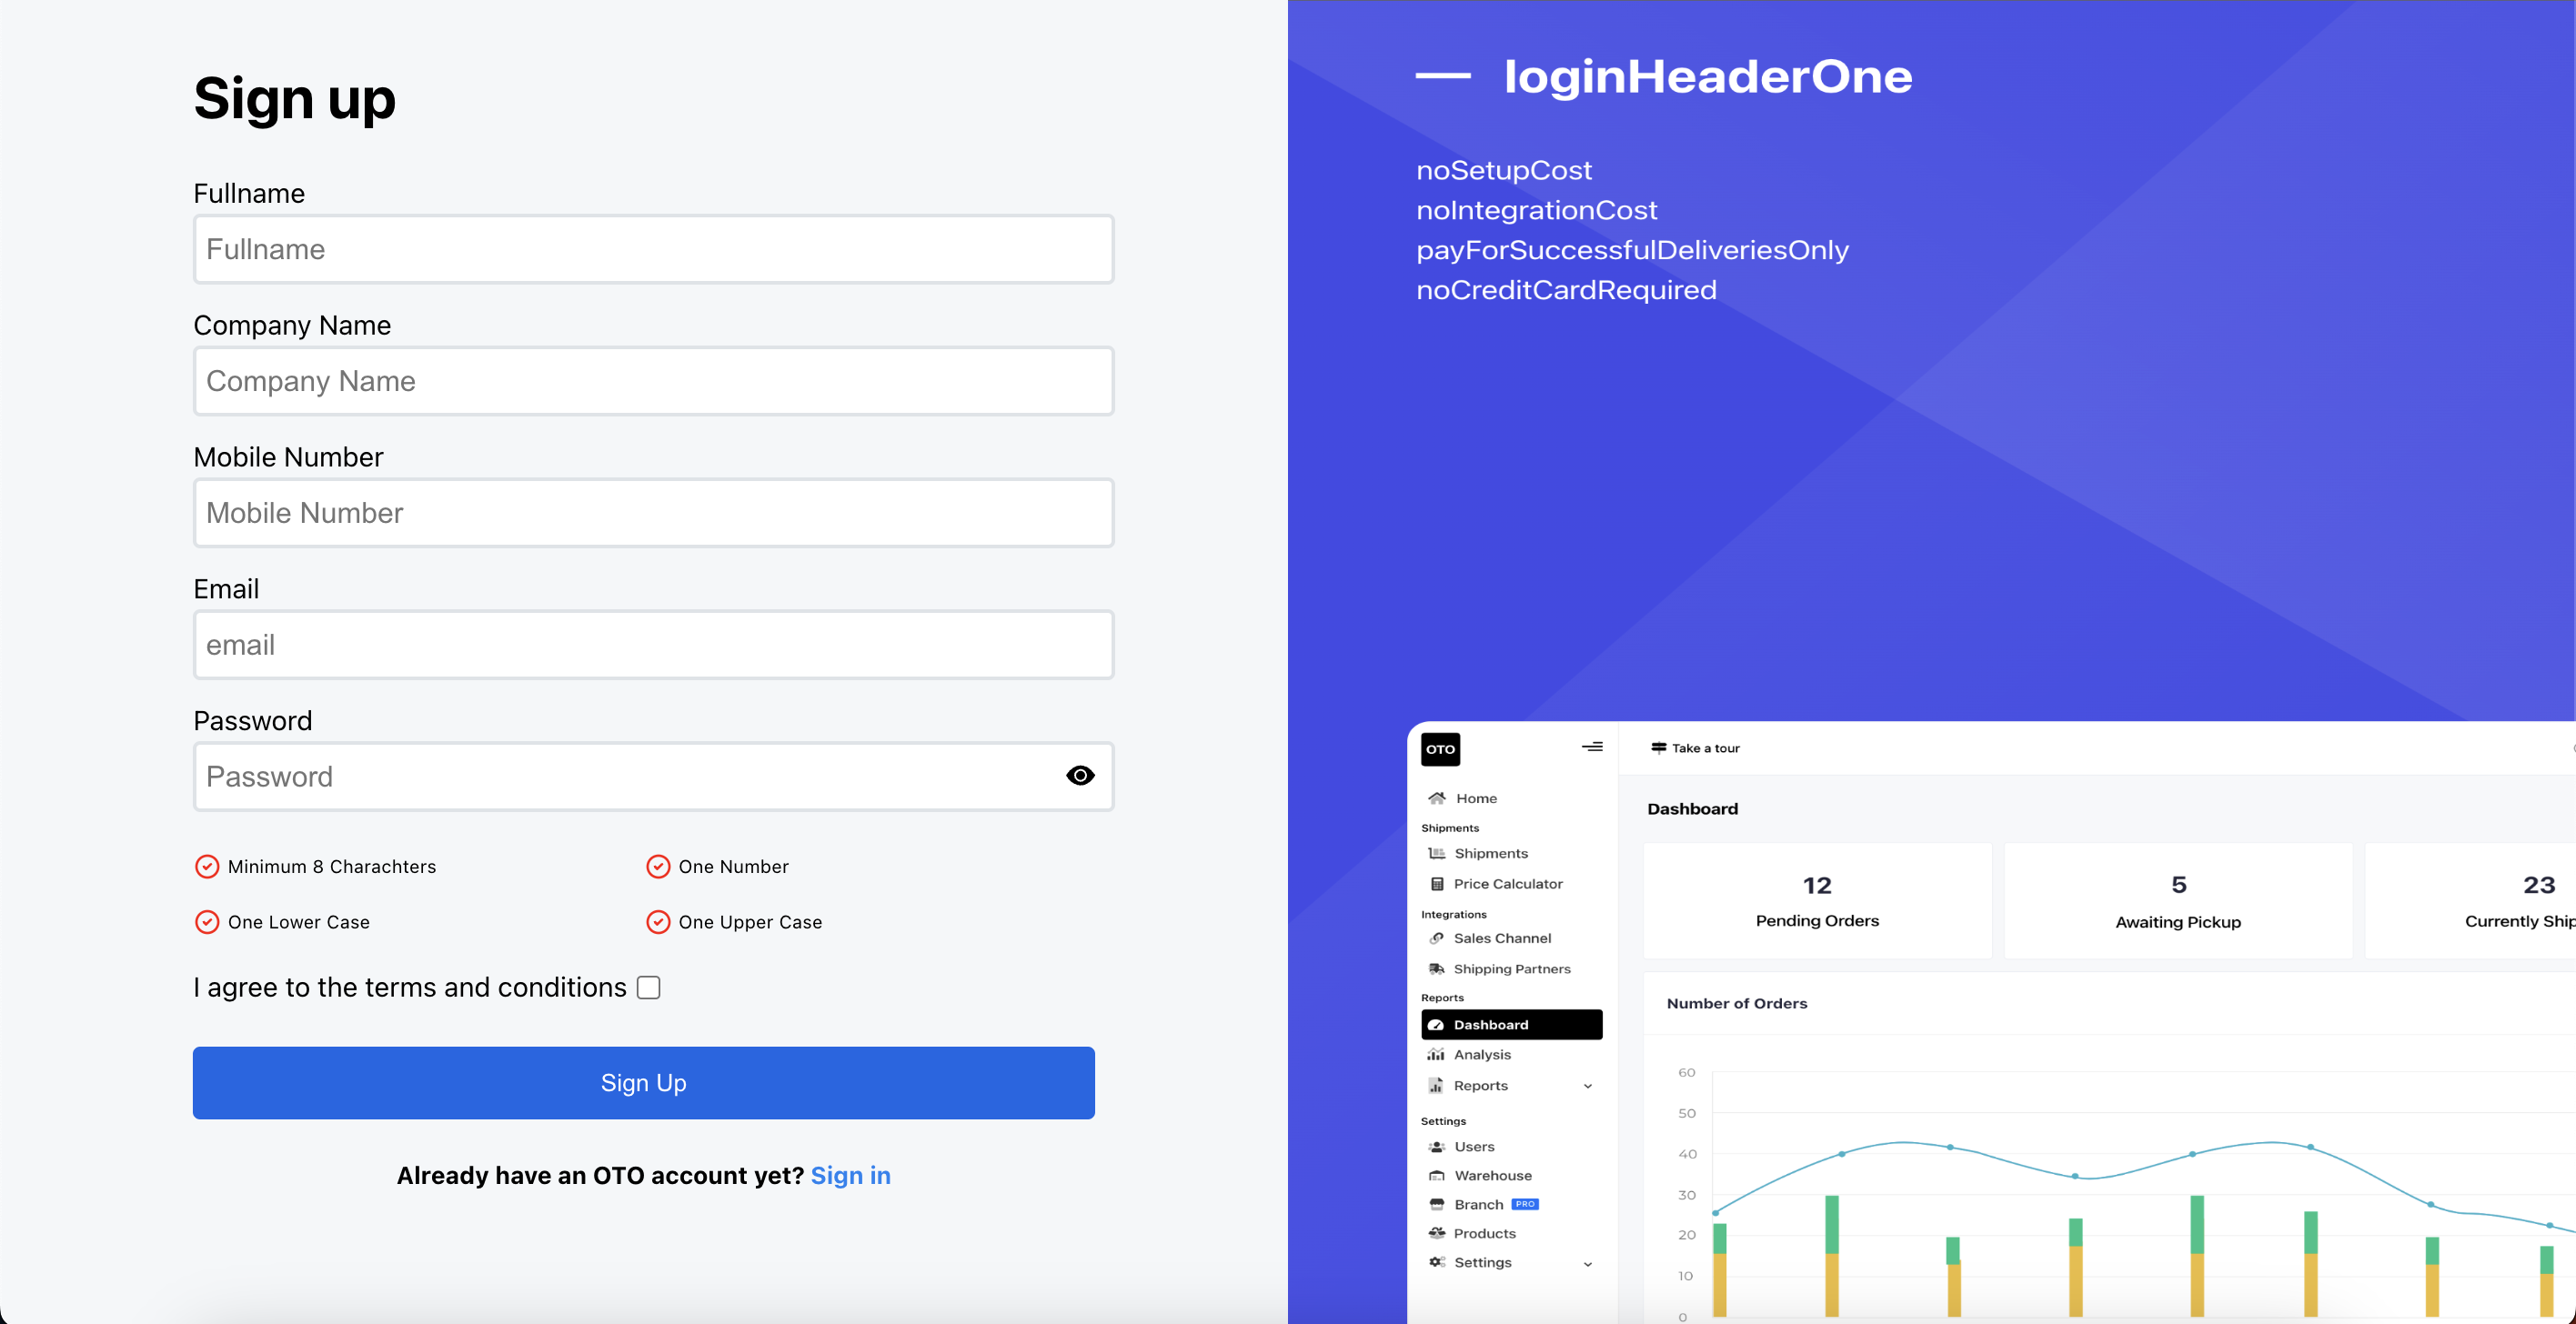 Sign up
Fullname
Fullname
Company Name
Company Name
Mobile Number
Mobile Number
Email
email
Password
Password
Minimum 8 Charachters
One Number
One Lower Case
One Upper Case
I agree to the terms and conditions
Sign Up
Already have an OTO account yet? Sign in
loginHeaderOne
noSetupCost
noIntegrationCost
payForSuccessfulDeliveriesOnly
noCreditCardRequired
OTO
Home
Shipments
Shipments
Price Calculator
Integrations
Sales Channel
Shipping Partners
Reports
Dashboard
Analysis
Reports
Settings
Users
Warehouse
Branch PRO
Products
Settings
Take a tour
Dashboard
12
Pending Orders
5
Awaiting Pickup
23
Currently Ship
Number of Orders
60
50
40
30
20
10
0